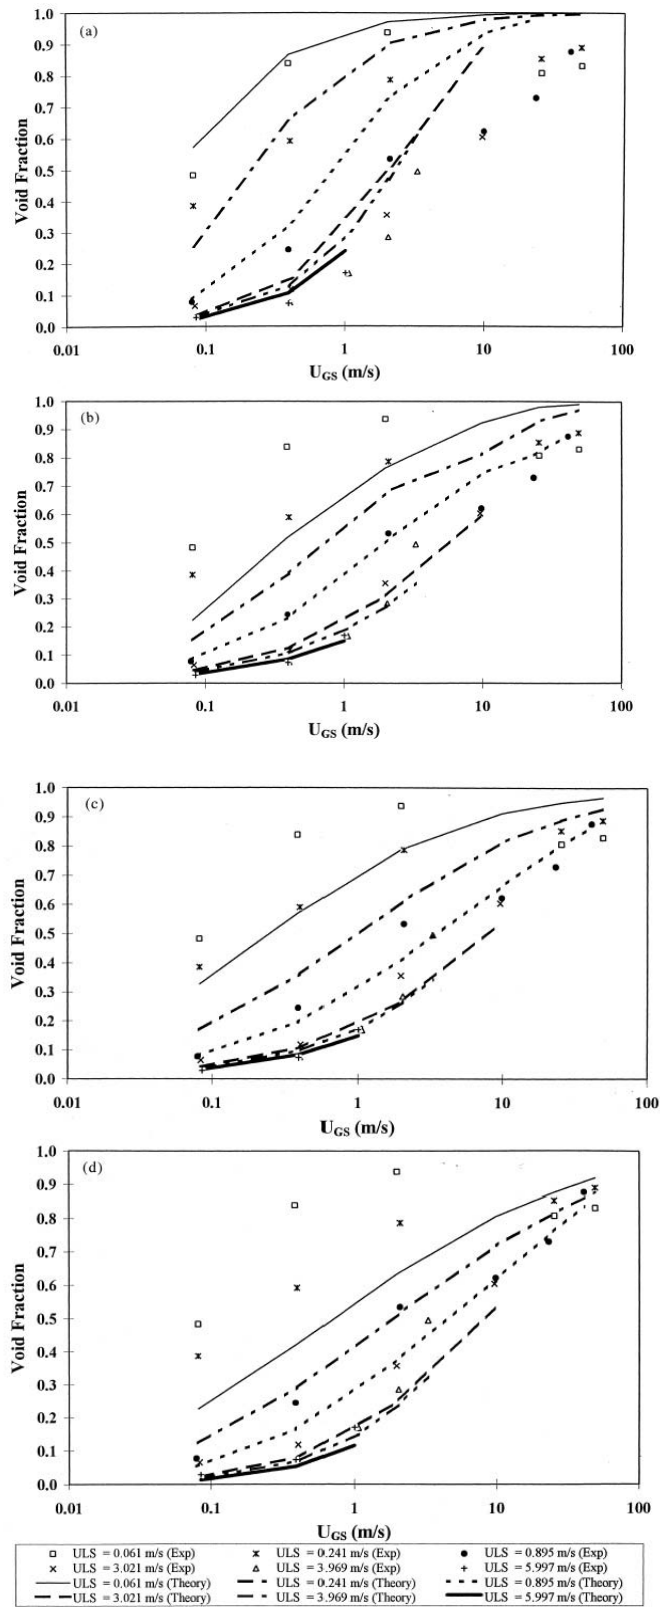 (a)
1.0
0.9
0.8
0.7
0.6
0.5
0.4
0.3
0.2
0.1
0.0
Void Fraction
0.01 0.1 1 10 100
U_GS (m/s)
(b)
1.0
0.9
0.8
0.7
0.6
0.5
0.4
0.3
0.2
0.1
0.0
Void Fraction
0.01 0.1 1 10 100
U_GS (m/s)
(c)
1.0
0.9
0.8
0.7
0.6
0.5
0.4
0.3
0.2
0.1
0.0
Void Fraction
0.01 0.1 1 10 100
U_GS (m/s)
(d)
1.0
0.9
0.8
0.7
0.6
0.5
0.4
0.3
0.2
0.1
0.0
Void Fraction
0.01 0.1 1 10 100
U_GS (m/s)
ULS = 0.061 m/s (Exp) ULS = 0.241 m/s (Exp) ULS = 0.895 m/s (Exp)
ULS = 3.021 m/s (Exp) ULS = 3.969 m/s (Exp) ULS = 5.997 m/s (Exp)
ULS = 0.061 m/s (Theory) ULS = 0.241 m/s (Theory) ULS = 0.895 m/s (Theory)
ULS = 3.021 m/s (Theory) ULS = 3.969 m/s (Theory) ULS = 5.997 m/s (Theory)